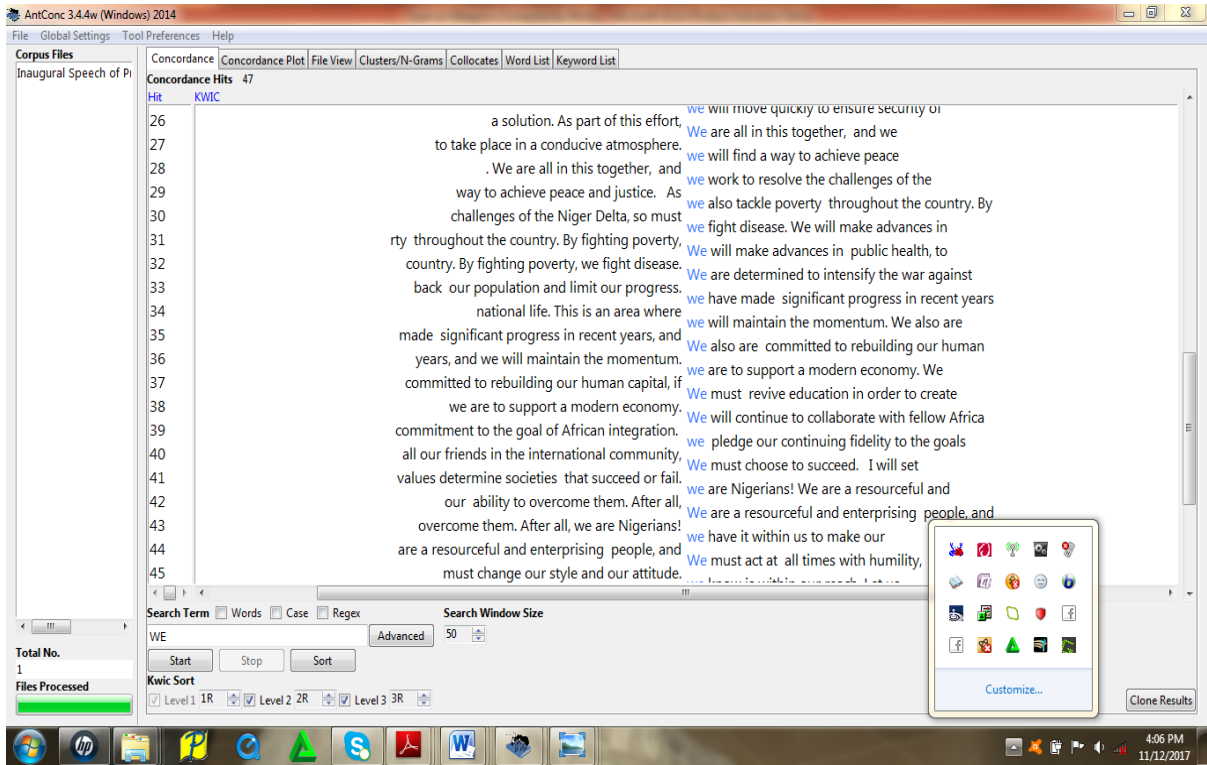 AntConc 3.4.4w (Windows) 2014
File Global Settings Tool Preferences Help
Corpus Files
Inaugural Speech of Pr
Concordance Concordance Plot File View Clusters/N-Grams Collocates Word List Keyword List
Concordance Hits 47
Hit KWIC
26 a solution. As part of this effort, we will move quickly to ensure security of
27 to take place in a conducive atmosphere. We are all in this together, and we
28 . We are all in this together, and we will find a way to achieve peace
29 way to achieve peace and justice. As we work to resolve the challenges of the
30 challenges of the Niger Delta, so must we also tackle poverty throughout the country. By
31 rty throughout the country. By fighting poverty, we fight disease. We will make advances in
32 country. By fighting poverty, we fight disease. We will make advances in public health, to
33 back our population and limit our progress. We are determined to intensify the war against
34 national life. This is an area where we have made significant progress in recent years
35 made significant progress in recent years, and we will maintain the momentum. We also are
36 years, and we will maintain the momentum. We also are committed to rebuilding our human
37 committed to rebuilding our human capital, if we are to support a modern economy. We
38 we are to support a modern economy. We must revive education in order to create
39 commitment to the goal of African integration. We will continue to collaborate with fellow Africa
40 all our friends in the international community, we pledge our continuing fidelity to the goals
41 values determine societies that succeed or fail. We must choose to succeed. I will set
42 our ability to overcome them. After all, we are Nigerians! We are a resourceful and
43 overcome them. After all, we are Nigerians! We are a resourceful and enterprising people, and
44 are a resourceful and enterprising people, and we have it within us to make our
45 must change our style and our attitude. We must act at all times with humility,
Search Term Words Case Regex Search Window Size
WE Advanced 50
Start Stop Sort
Kwic Sort
Level 1 1R Level 2 2R Level 3 3R
Total No.
1
Files Processed
Customize...
Clone Results
4:06 PM
11/12/2017